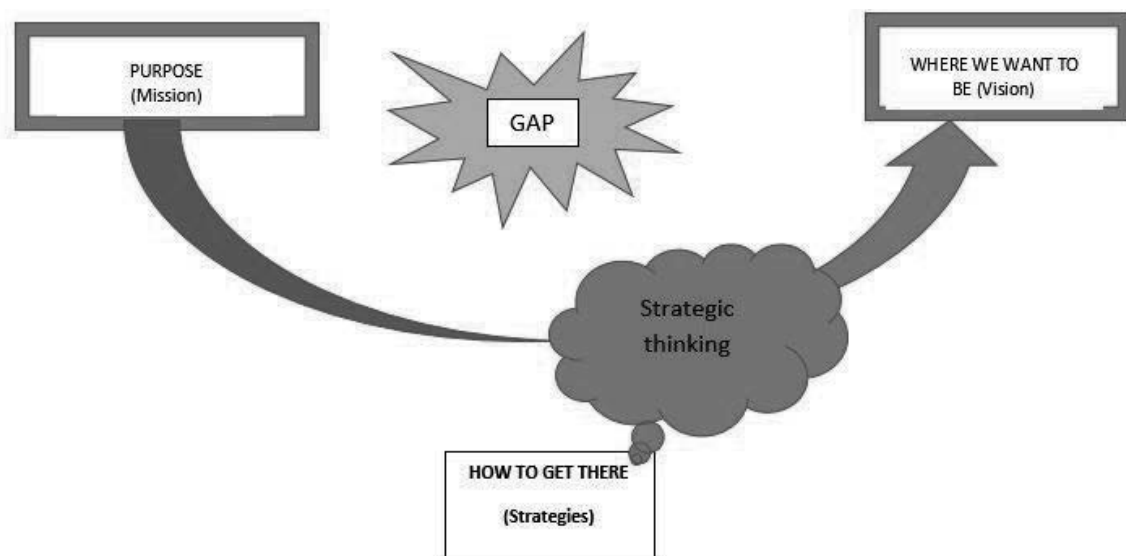 PURPOSE
(Mission)
GAP
WHERE WE WANT TO
BE (Vision)
Strategic
thinking
HOW TO GET THERE
(Strategies)